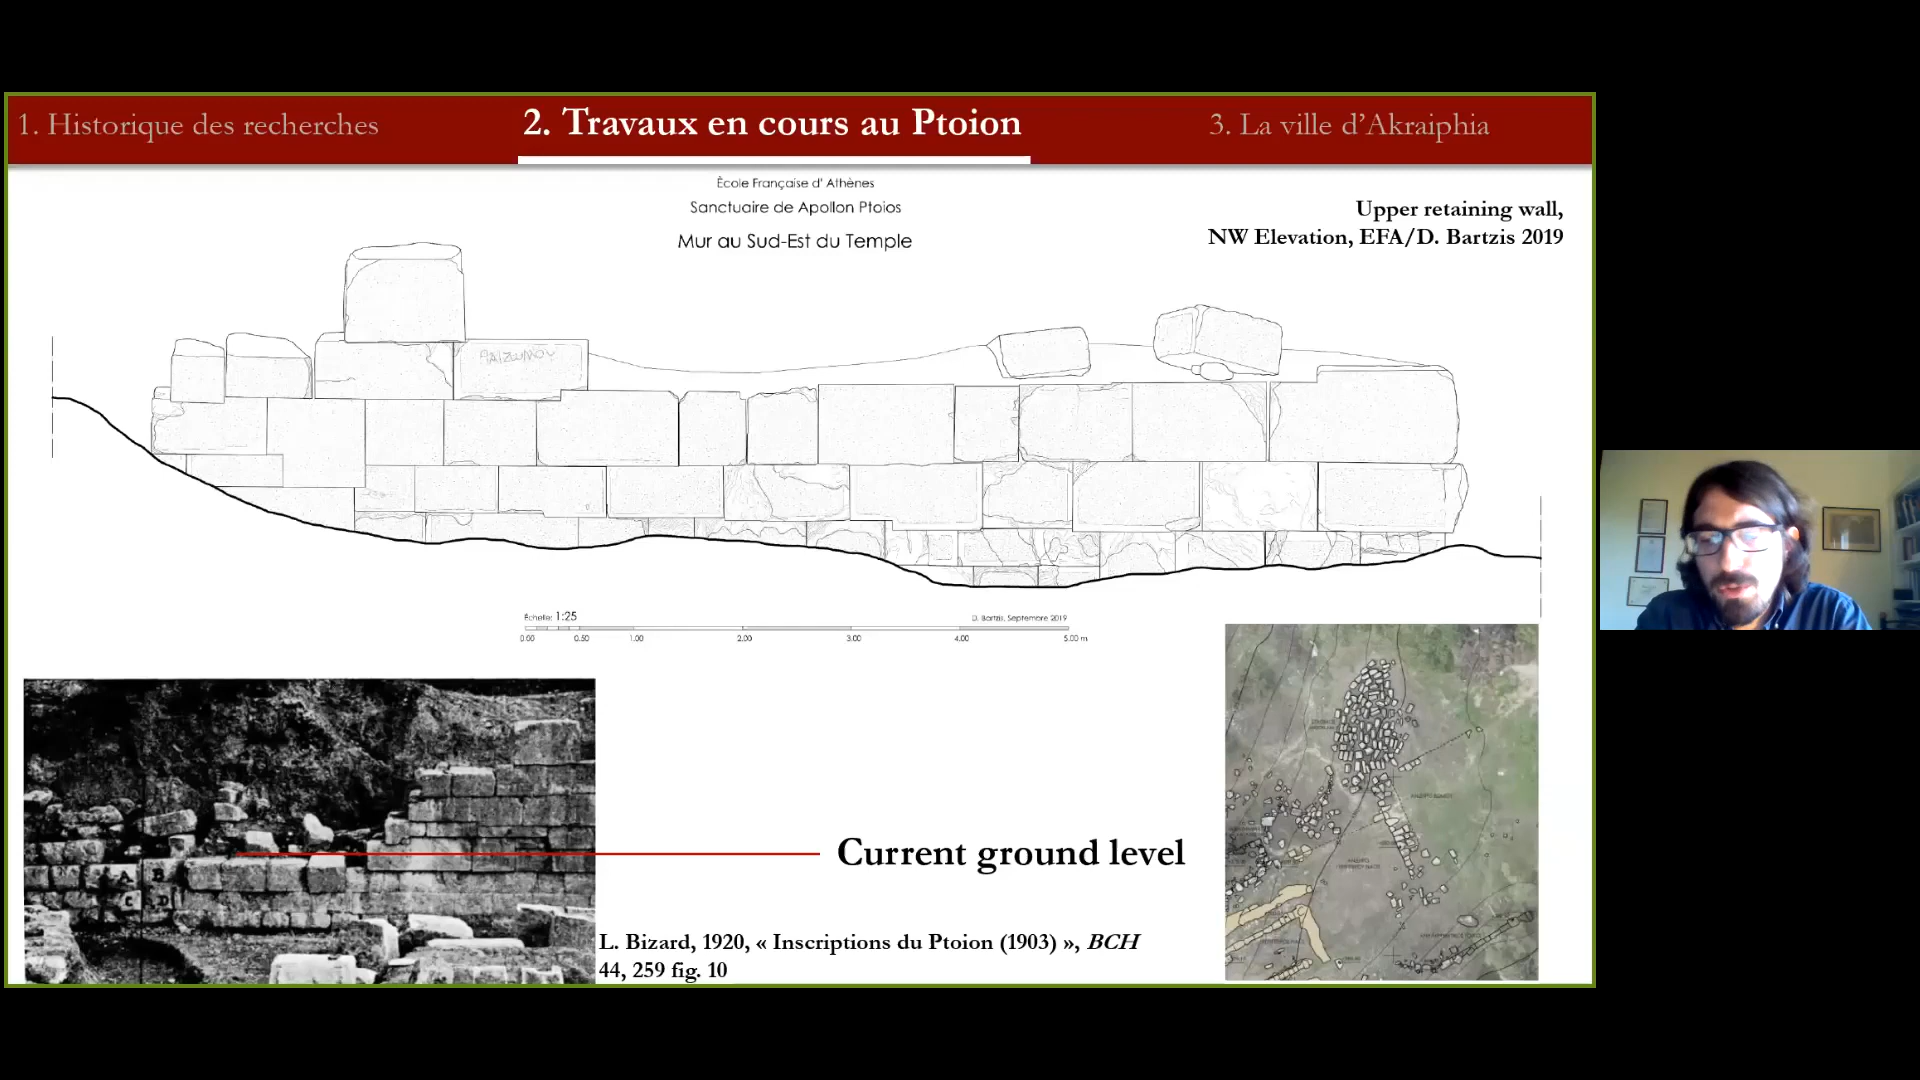 1. Historique des recherches
2. Travaux en cours au Ptoion
3. La ville d’Akraiphia
École Française d' Athènes
Sanctuaire de Apollon Ptoios
Mur au Sud-Est du Temple
Upper retaining wall,
NW Elevation, EFA/D. Bartzis 2019
Échelle: 1:25
D. Bartzis, Septembre 2019
0.00 0.50 1.00 2.00 3.00 4.00 5.00 m
A B
C D
Current ground level
L. Bizard, 1920, « Inscriptions du Ptoion (1903) », BCH
44, 259 fig. 10